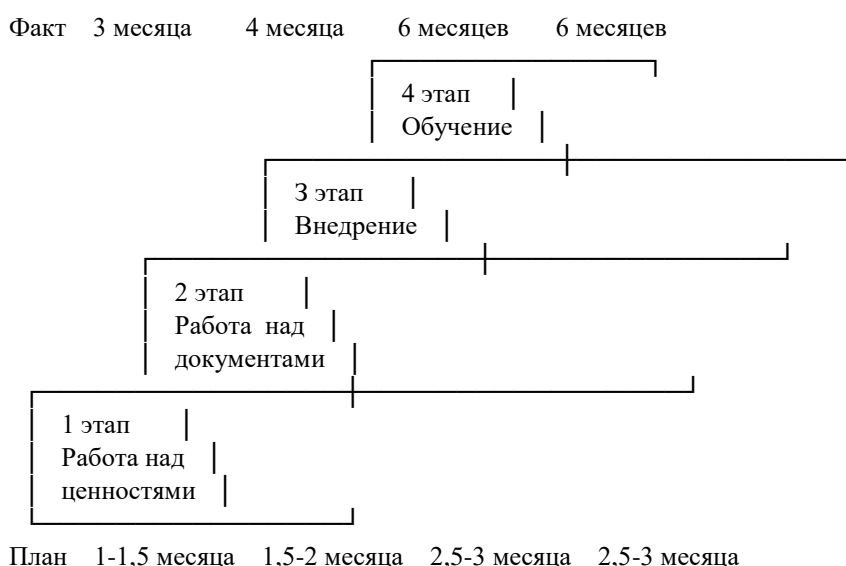 Факт 3 месяца 4 месяца 6 месяцев 6 месяцев
4 этап
Обучение
3 этап
Внедрение
2 этап
Работа над
документами
1 этап
Работа над
ценностями
План 1-1,5 месяца 1,5-2 месяца 2,5-3 месяца 2,5-3 месяца